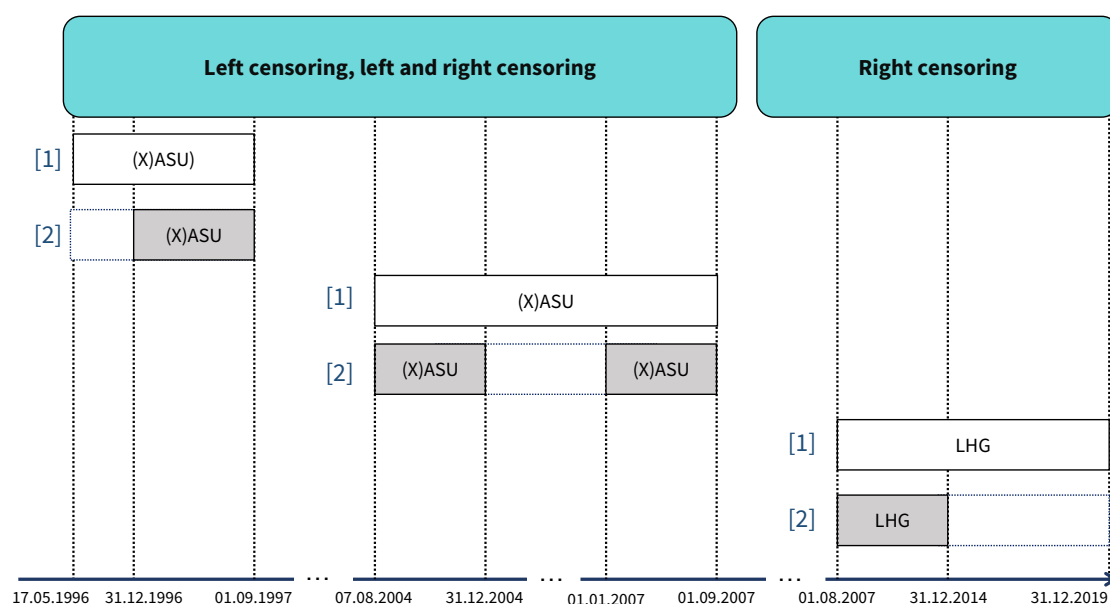 Left censoring, left and right censoring
Right censoring
[1]
(X)ASU)
[2]
(X)ASU
[1]
(X)ASU
[2]
(X)ASU
(X)ASU
[1]
LHG
[2]
LHG
... ... ...
17.05.1996 31.12.1996 01.09.1997 07.08.2004 31.12.2004 01.01.2007 01.09.2007 01.08.2007 31.12.2014 31.12.2019